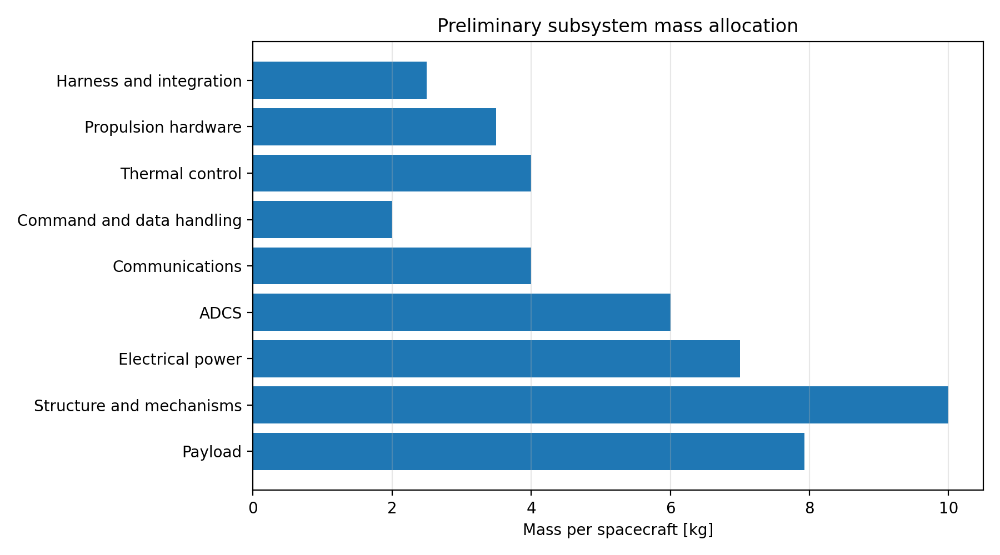 Preliminary subsystem mass allocation
Harness and integration
Propulsion hardware
Thermal control
Command and data handling
Communications
ADCS
Electrical power
Structure and mechanisms
Payload
0 2 4 6 8 10
Mass per spacecraft [kg]